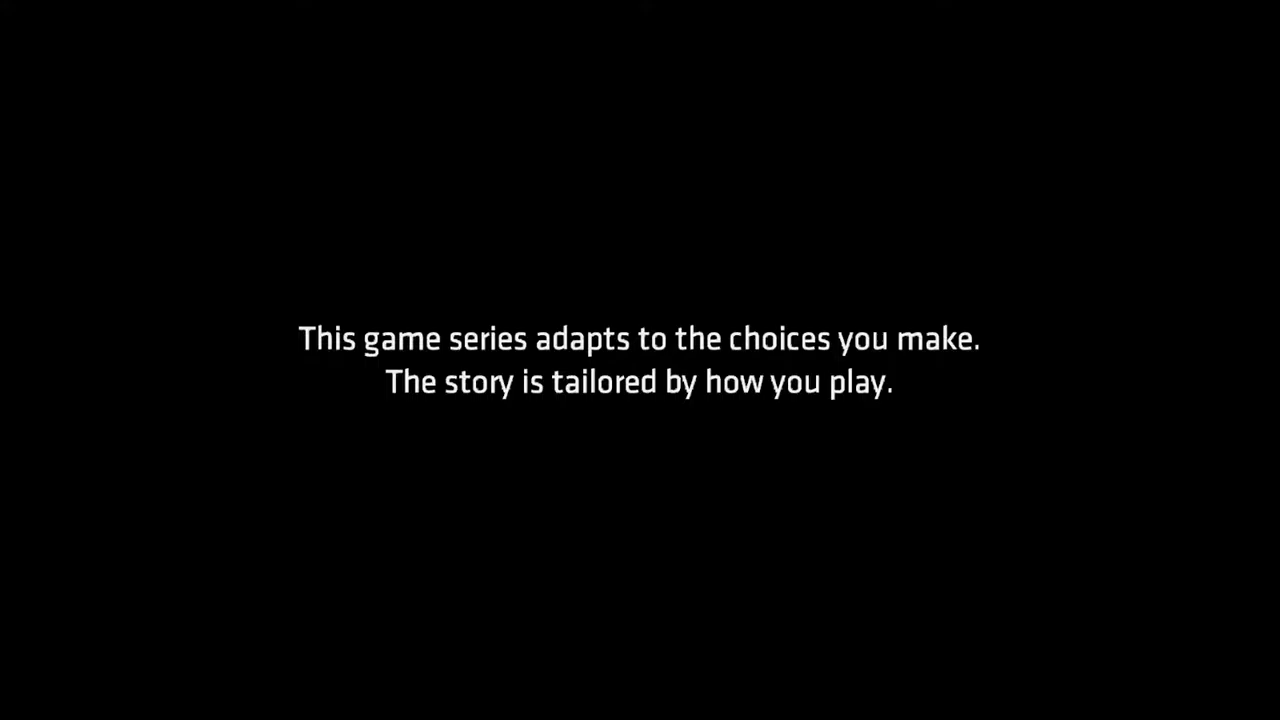 This game series adapts to the choices you make.
The story is tailored by how you play.